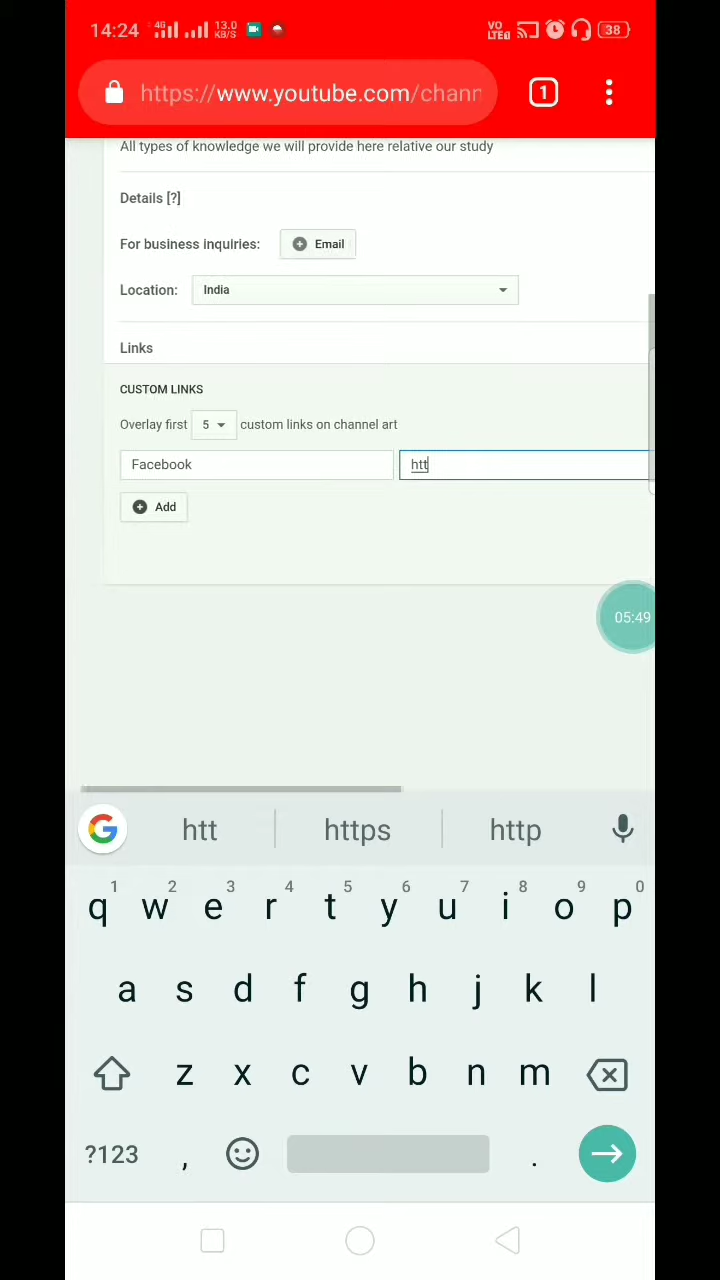 14:24 4G 13.0 KB/S VO LTE 38
https://www.youtube.com/chann 1
All types of knowledge we will provide here relative our study
Details [?]
For business inquiries: Email
Location: India
Links
CUSTOM LINKS
Overlay first 5 custom links on channel art
Facebook htt
Add
05:49
G htt https http
1 2 3 4 5 6 7 8 9 0
q w e r t y u i o p
a s d f g h j k l
z x c v b n m
?123 , .